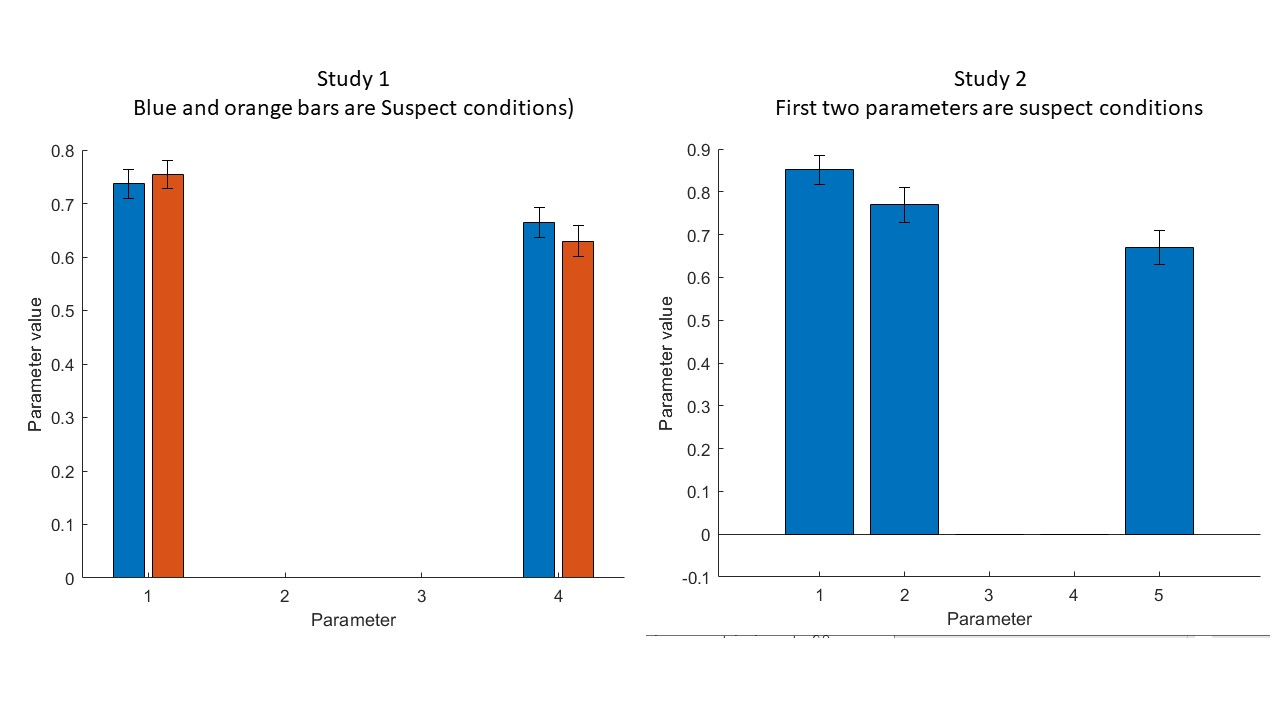 Study 1
Blue and orange bars are Suspect conditions)
0.8
0.7
0.6
0.5
0.4
0.3
0.2
0.1
0
Parameter value
1 2 3 4
Parameter
Study 2
First two parameters are suspect conditions
0.9
0.8
0.7
0.6
0.5
0.4
0.3
0.2
0.1
0
-0.1
Parameter value
1 2 3 4 5
Parameter